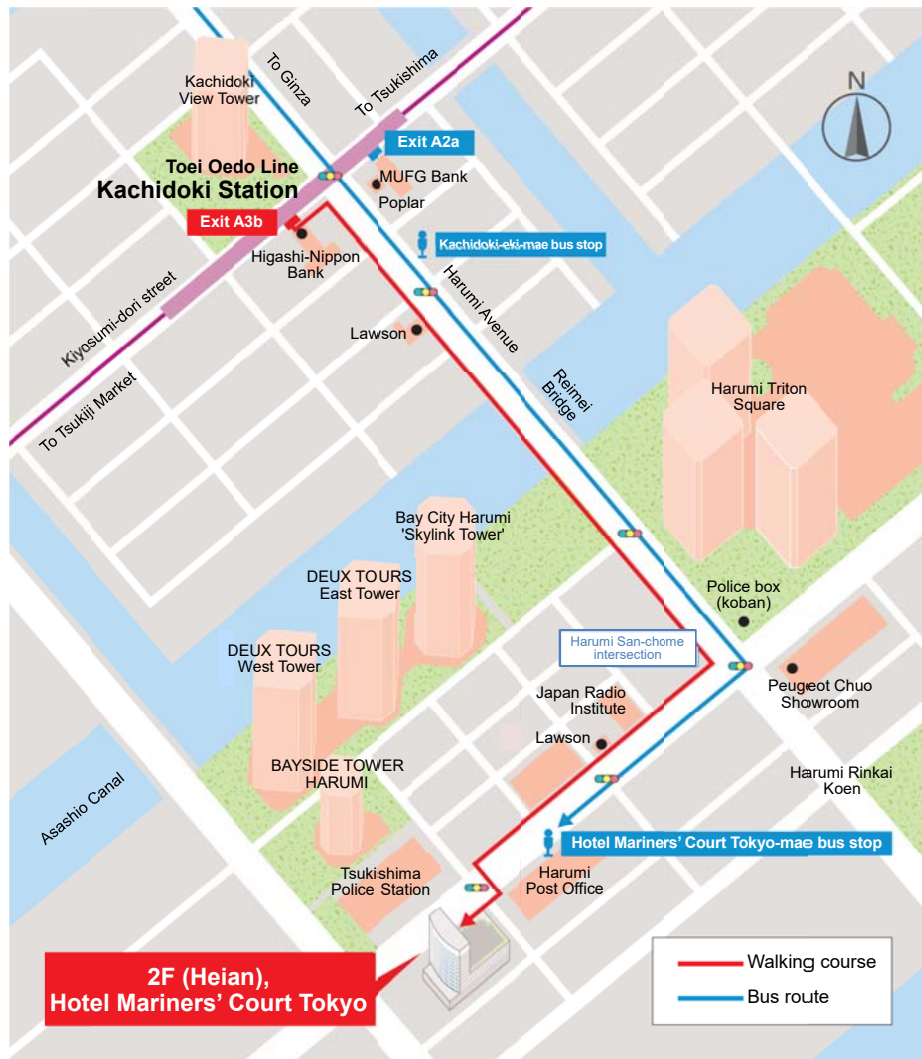 Kachidoki
View Tower
To Ginza
To Tsukishima
N
Exit A2a
Toei Oedo Line
Kachidoki Station
MUFG Bank
Poplar
Exit A3b
Higashi-Nippon
Bank
Kachidoki-eki-mae bus stop
Kiyosumi-dori street
Harumi Avenue
Lawson
To Tsukiji Market
Reimei
Bridge
Harumi Triton
Square
Bay City Harumi
'Skylink Tower'
DEUX TOURS
East Tower
Police box
(koban)
DEUX TOURS
West Tower
Harumi San-chome
intersection
Peugeot Chuo
Showroom
Japan Radio
Institute
Lawson
BAYSIDE TOWER
HARUMI
Harumi Rinkai
Koen
Asashio Canal
Hotel Mariners’ Court Tokyo-mae bus stop
Tsukishima
Police Station
Harumi
Post Office
2F (Heian),
Hotel Mariners’ Court Tokyo
Walking course
Bus route